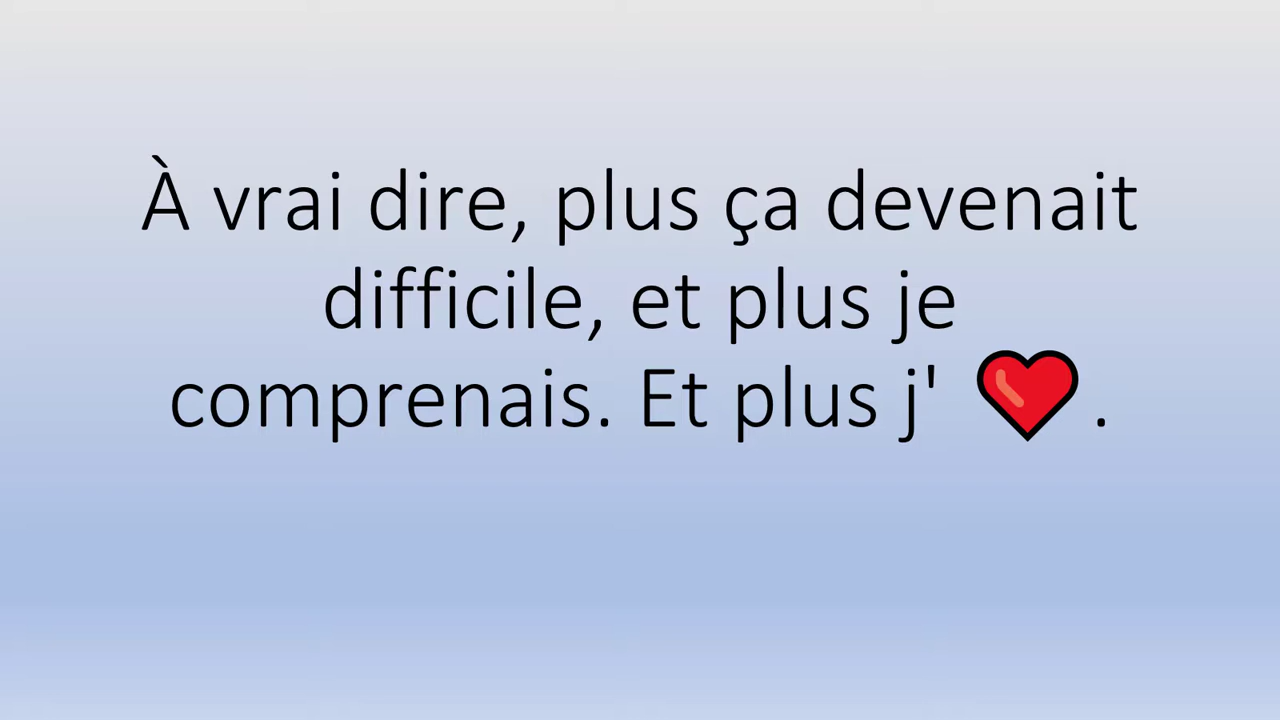 À vrai dire, plus ça devenait
difficile, et plus je
comprenais. Et plus j' ❤️.